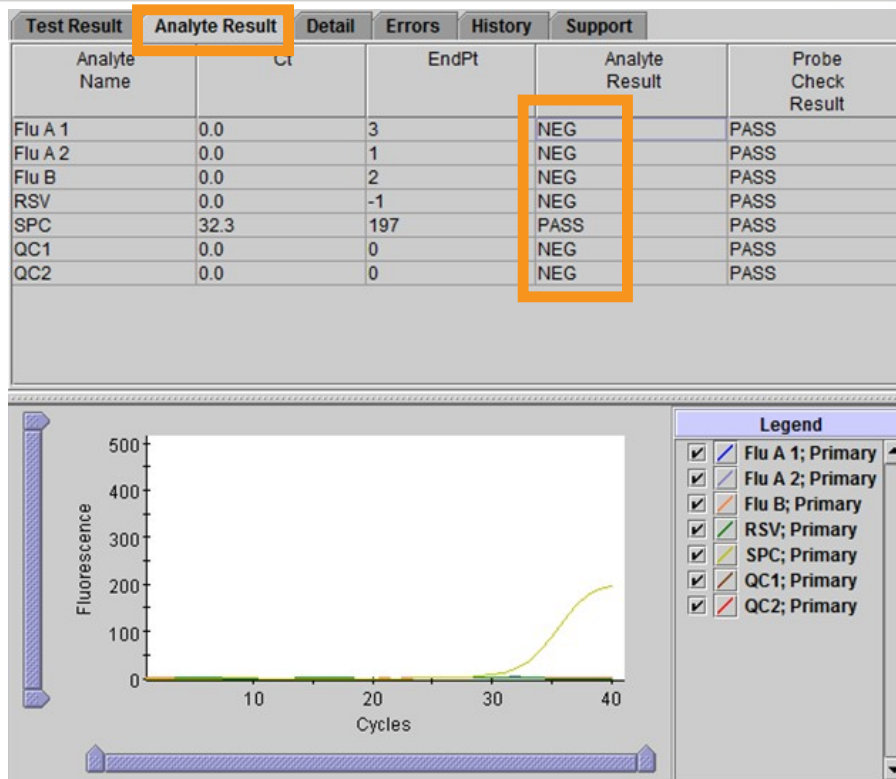 Test Result Analyte Result Detail Errors History Support
Analyte Name Ct EndPt Analyte Result Probe Check Result
Flu A 1 0.0 3 NEG PASS
Flu A 2 0.0 1 NEG PASS
Flu B 0.0 2 NEG PASS
RSV 0.0 -1 NEG PASS
SPC 32.3 197 PASS PASS
QC1 0.0 0 NEG PASS
QC2 0.0 0 NEG PASS
Fluorescence
500
400
300
200
100
0
10 20 30 40
Cycles
Legend
Flu A 1; Primary
Flu A 2; Primary
Flu B; Primary
RSV; Primary
SPC; Primary
QC1; Primary
QC2; Primary